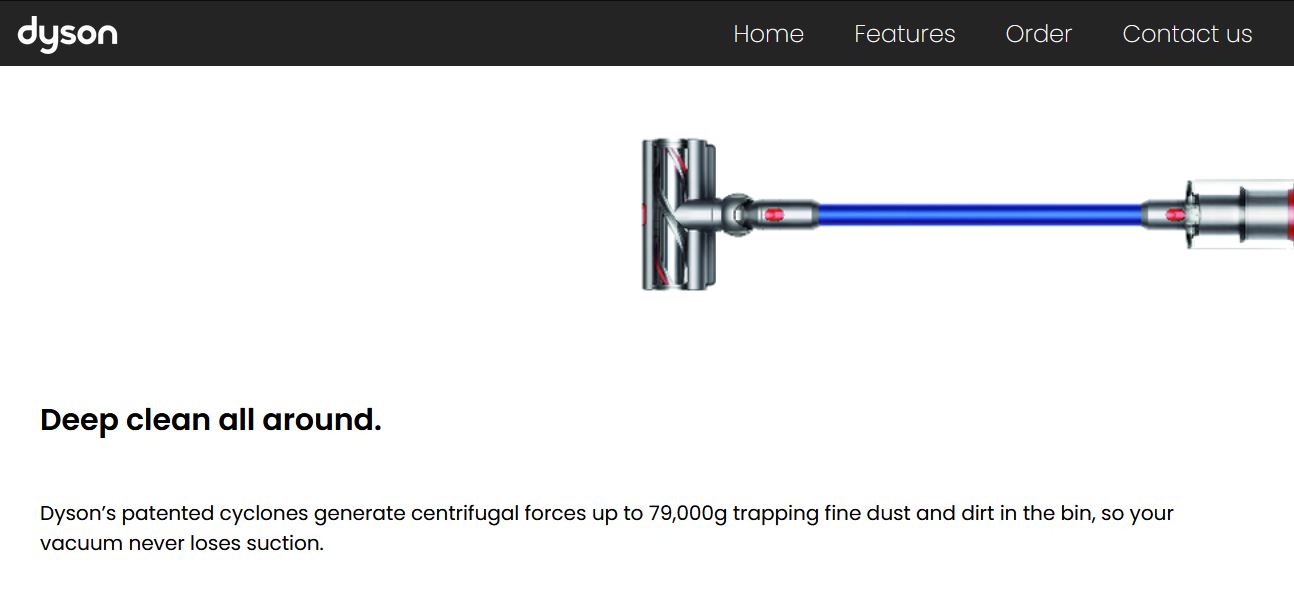 dyson
Home Features Order Contact us
Deep clean all around.
Dyson’s patented cyclones generate centrifugal forces up to 79,000g trapping fine dust and dirt in the bin, so your
vacuum never loses suction.